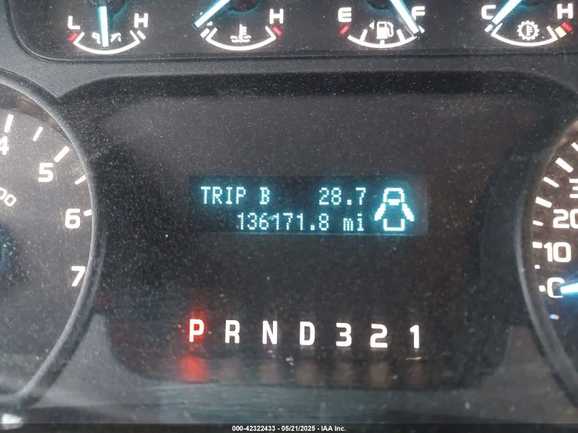 L H
H
E F
C H
4
5
6
7
TRIP B 28.7
136171.8 mi
20
10
0
P R N D 3 2 1
000-42322433 - 05/21/2025 - IAA Inc.